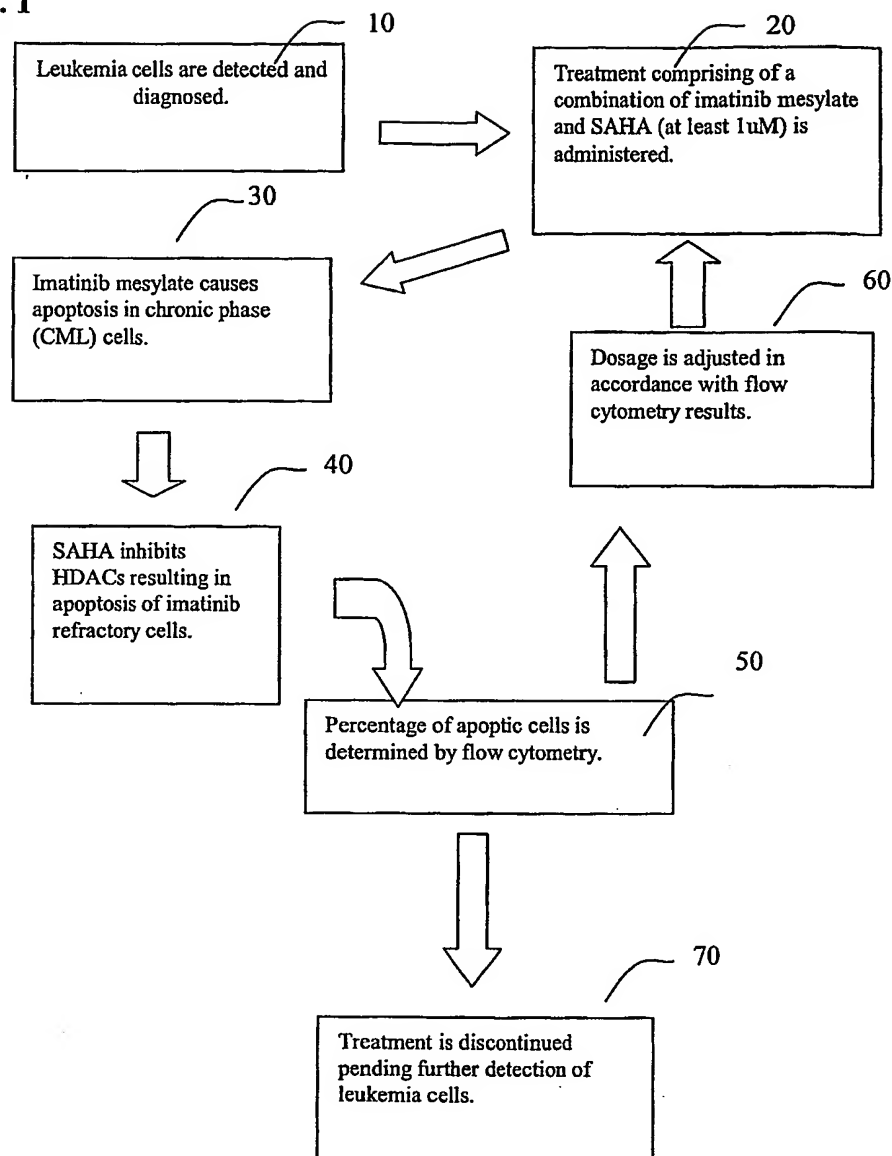 . 1
10
Leukemia cells are detected and
diagnosed.
20
Treatment comprising of a
combination of imatinib mesylate
and SAHA (at least 1uM) is
administered.
30
Imatinib mesylate causes
apoptosis in chronic phase
(CML) cells.
60
Dosage is adjusted in
accordance with flow
cytometry results.
40
SAHA inhibits
HDACs resulting in
apoptosis of imatinib
refractory cells.
50
Percentage of apoptic cells is
determined by flow cytometry.
70
Treatment is discontinued
pending further detection of
leukemia cells.